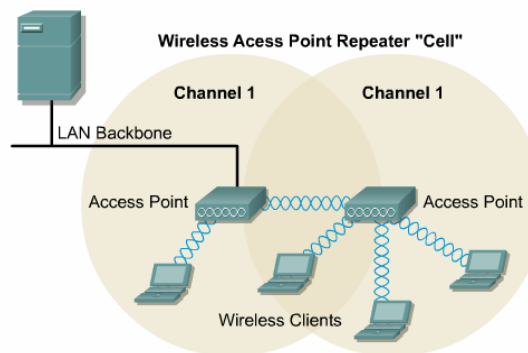 Wireless Acess Point Repeater "Cell"
Channel 1
Channel 1
LAN Backbone
Access Point
Access Point
Wireless Clients